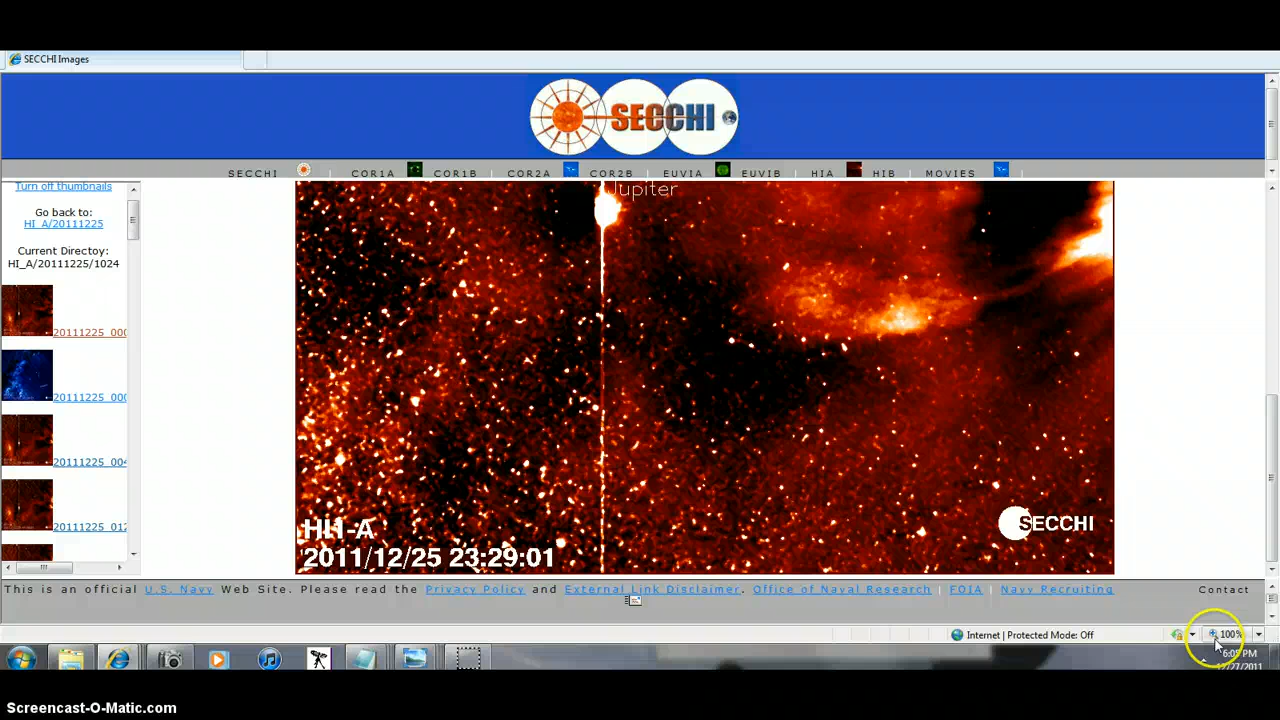 SECCHI Images
SECCHI
SECCHI | COR1A COR1B | COR2A COR2B | EUVIA EUVIB | HIA HIB | MOVIES |
Turn off thumbnails
Go back to:
HI_A/20111225
Current Directoy:
HI_A/20111225/1024
20111225_000
20111225_000
20111225_004
20111225_012
Jupiter
HI1-A
2011/12/25 23:29:01
SECCHI
This is an official U.S. Navy Web Site. Please read the Privacy Policy and External Link Disclaimer. Office of Naval Research | FOIA | Navy Recruiting
Contact
Internet | Protected Mode: Off
100%
6:05 PM
12/27/2011
Screencast-O-Matic.com